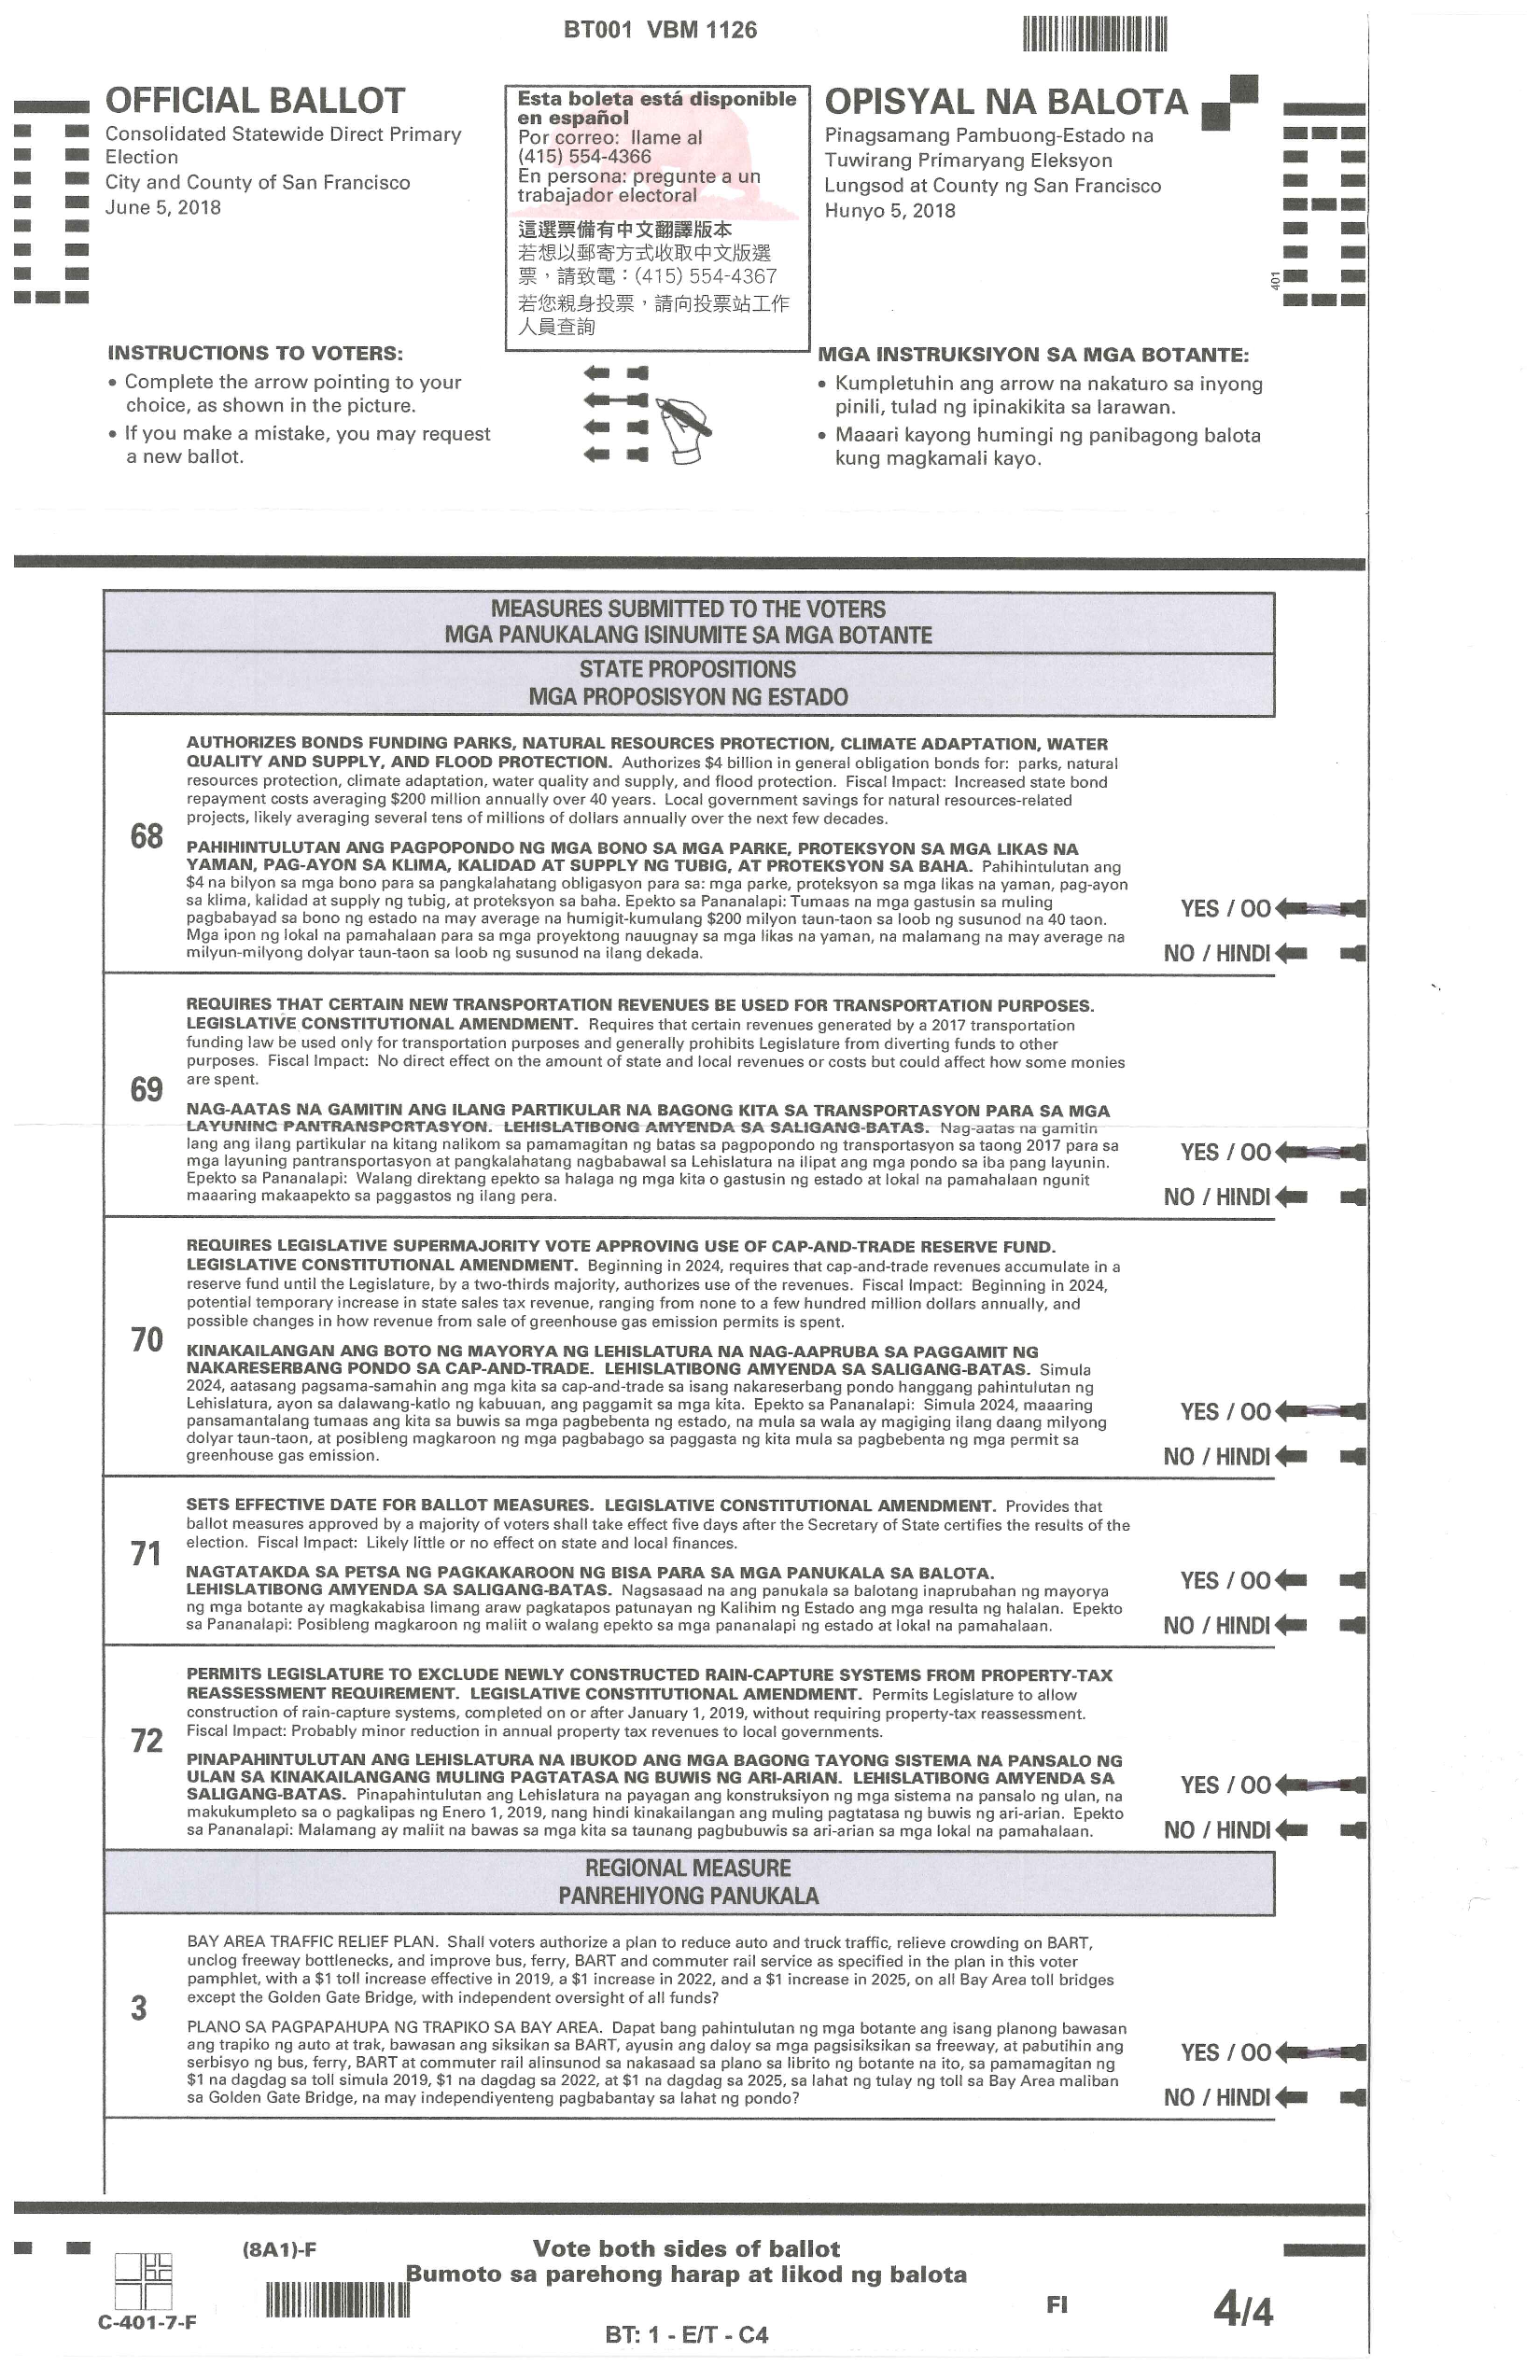 BT001 VBM 1126
OFFICIAL BALLOT
Consolidated Statewide Direct Primary
Election
City and County of San Francisco
June 5, 2018
Esta boleta está disponible
en español
Por correo: llame al
(415) 554-4366
En persona: pregunte a un
trabajador electoral
這選票備有中文翻譯版本
若想以郵寄方式收取中文版選
票，請致電：(415) 554-4367
若您親身投票，請向投票站工作
人員查詢
OPISYAL NA BALOTA
Pinagsamang Pambuong-Estado na
Tuwirang Primaryang Eleksyon
Lungsod at County ng San Francisco
Hunyo 5, 2018
401
INSTRUCTIONS TO VOTERS:
• Complete the arrow pointing to your
choice, as shown in the picture.
• If you make a mistake, you may request
a new ballot.
MGA INSTRUKSIYON SA MGA BOTANTE:
• Kumpletuhin ang arrow na nakaturo sa inyong
pinili, tulad ng ipinakikita sa larawan.
• Maaari kayong humingi ng panibagong balota
kung magkamali kayo.
MEASURES SUBMITTED TO THE VOTERS
MGA PANUKALANG ISINUMITE SA MGA BOTANTE
STATE PROPOSITIONS
MGA PROPOSISYON NG ESTADO
68
AUTHORIZES BONDS FUNDING PARKS, NATURAL RESOURCES PROTECTION, CLIMATE ADAPTATION, WATER
QUALITY AND SUPPLY, AND FLOOD PROTECTION. Authorizes $4 billion in general obligation bonds for: parks, natural
resources protection, climate adaptation, water quality and supply, and flood protection. Fiscal Impact: Increased state bond
repayment costs averaging $200 million annually over 40 years. Local government savings for natural resources-related
projects, likely averaging several tens of millions of dollars annually over the next few decades.
PAHIHINTULUTAN ANG PAGPOPONDO NG MGA BONO SA MGA PARKE, PROTEKSYON SA MGA LIKAS NA
YAMAN, PAG-AYON SA KLIMA, KALIDAD AT SUPPLY NG TUBIG, AT PROTEKSYON SA BAHA. Pahihintulutan ang
$4 na bilyon sa mga bono para sa pangkalahatang obligasyon para sa: mga parke, proteksyon sa mga likas na yaman, pag-ayon
sa klima, kalidad at supply ng tubig, at proteksyon sa baha. Epekto sa Pananalapi: Tumaas na mga gastusin sa muling
pagbabayad sa bono ng estado na may average na humigit-kumulang $200 milyon taun-taon sa loob ng susunod na 40 taon.
Mga ipon ng lokal na pamahalaan para sa mga proyektong nauugnay sa mga likas na yaman, na malamang na may average na
milyun-milyong dolyar taun-taon sa loob ng susunod na ilang dekada.
YES / OO
NO / HINDI
69
REQUIRES THAT CERTAIN NEW TRANSPORTATION REVENUES BE USED FOR TRANSPORTATION PURPOSES.
LEGISLATIVE CONSTITUTIONAL AMENDMENT. Requires that certain revenues generated by a 2017 transportation
funding law be used only for transportation purposes and generally prohibits Legislature from diverting funds to other
purposes. Fiscal Impact: No direct effect on the amount of state and local revenues or costs but could affect how some monies
are spent.
NAG-AATAS NA GAMITIN ANG ILANG PARTIKULAR NA BAGONG KITA SA TRANSPORTASYON PARA SA MGA
LAYUNING PANTRANSPORTASYON. LEHISLATIBONG AMYENDA SA SALIGANG-BATAS. Nag-aatas na gamitin
lang ang ilang partikular na kitang nalikom sa pamamagitan ng batas sa pagpopondo ng transportasyon sa taong 2017 para sa
mga layuning pantransportasyon at pangkalahatang nagbabawal sa Lehislatura na ilipat ang mga pondo sa iba pang layunin.
Epekto sa Pananalapi: Walang direktang epekto sa halaga ng mga kita o gastusin ng estado at lokal na pamahalaan ngunit
maaaring makaapekto sa paggastos ng ilang pera.
YES / OO
NO / HINDI
70
REQUIRES LEGISLATIVE SUPERMAJORITY VOTE APPROVING USE OF CAP-AND-TRADE RESERVE FUND.
LEGISLATIVE CONSTITUTIONAL AMENDMENT. Beginning in 2024, requires that cap-and-trade revenues accumulate in a
reserve fund until the Legislature, by a two-thirds majority, authorizes use of the revenues. Fiscal Impact: Beginning in 2024,
potential temporary increase in state sales tax revenue, ranging from none to a few hundred million dollars annually, and
possible changes in how revenue from sale of greenhouse gas emission permits is spent.
KINAKAILANGAN ANG BOTO NG MAYORYA NG LEHISLATURA NA NAG-AAPRUBA SA PAGGAMIT NG
NAKARESERBANG PONDO SA CAP-AND-TRADE. LEHISLATIBONG AMYENDA SA SALIGANG-BATAS. Simula
2024, aatasang pagsama-samahin ang mga kita sa cap-and-trade sa isang nakareserbang pondo hanggang pahintulutan ng
Lehislatura, ayon sa dalawang-katlo ng kabuuan, ang paggamit sa mga kita. Epekto sa Pananalapi: Simula 2024, maaaring
pansamantalang tumaas ang kita sa buwis sa mga pagbebenta ng estado, na mula sa wala ay magiging ilang daang milyong
dolyar taun-taon, at posibleng magkaroon ng mga pagbabago sa paggasta ng kita mula sa pagbebenta ng mga permit sa
greenhouse gas emission.
YES / OO
NO / HINDI
71
SETS EFFECTIVE DATE FOR BALLOT MEASURES. LEGISLATIVE CONSTITUTIONAL AMENDMENT. Provides that
ballot measures approved by a majority of voters shall take effect five days after the Secretary of State certifies the results of the
election. Fiscal Impact: Likely little or no effect on state and local finances.
NAGTATAKDA SA PETSA NG PAGKAKAROON NG BISA PARA SA MGA PANUKALA SA BALOTA.
LEHISLATIBONG AMYENDA SA SALIGANG-BATAS. Nagsasaad na ang panukala sa balotang inaprubahan ng mayorya
ng mga botante ay magkakabisa limang araw pagkatapos patunayan ng Kalihim ng Estado ang mga resulta ng halalan. Epekto
sa Pananalapi: Posibleng magkaroon ng maliit o walang epekto sa mga pananalapi ng estado at lokal na pamahalaan.
YES / OO
NO / HINDI
72
PERMITS LEGISLATURE TO EXCLUDE NEWLY CONSTRUCTED RAIN-CAPTURE SYSTEMS FROM PROPERTY-TAX
REASSESSMENT REQUIREMENT. LEGISLATIVE CONSTITUTIONAL AMENDMENT. Permits Legislature to allow
construction of rain-capture systems, completed on or after January 1, 2019, without requiring property-tax reassessment.
Fiscal Impact: Probably minor reduction in annual property tax revenues to local governments.
PINAPAHINTULUTAN ANG LEHISLATURA NA IBUKOD ANG MGA BAGONG TAYONG SISTEMA NA PANSALO NG
ULAN SA KINAKAILANGANG MULING PAGTATASA NG BUWIS NG ARI-ARIAN. LEHISLATIBONG AMYENDA SA
SALIGANG-BATAS. Pinapahintulutan ang Lehislatura na payagan ang konstruksiyon ng mga sistema na pansalo ng ulan, na
makukumpleto sa o pagkalipas ng Enero 1, 2019, nang hindi kinakailangan ang muling pagtatasa ng buwis ng ari-arian. Epekto
sa Pananalapi: Malamang ay maliit na bawas sa mga kita sa taunang pagbubuwis sa ari-arian sa mga lokal na pamahalaan.
YES / OO
NO / HINDI
REGIONAL MEASURE
PANREHIYONG PANUKALA
3
BAY AREA TRAFFIC RELIEF PLAN. Shall voters authorize a plan to reduce auto and truck traffic, relieve crowding on BART,
unclog freeway bottlenecks, and improve bus, ferry, BART and commuter rail service as specified in the plan in this voter
pamphlet, with a $1 toll increase effective in 2019, a $1 increase in 2022, and a $1 increase in 2025, on all Bay Area toll bridges
except the Golden Gate Bridge, with independent oversight of all funds?
PLANO SA PAGPAPAHUPA NG TRAPIKO SA BAY AREA. Dapat bang pahintulutan ng mga botante ang isang planong bawasan
ang trapiko ng auto at trak, bawasan ang siksikan sa BART, ayusin ang daloy sa mga pagsisiksikan sa freeway, at pabutihin ang
serbisyo ng bus, ferry, BART at commuter rail alinsunod sa nakasaad sa plano sa librito ng botante na ito, sa pamamagitan ng
$1 na dagdag sa toll simula 2019, $1 na dagdag sa 2022, at $1 na dagdag sa 2025, sa lahat ng tulay ng toll sa Bay Area maliban
sa Golden Gate Bridge, na may independiyenteng pagbabantay sa lahat ng pondo?
YES / OO
NO / HINDI
(8A1)-F
Vote both sides of ballot
Bumoto sa parehong harap at likod ng balota
C-401-7-F
FI
4/4
BT: 1 - E/T - C4